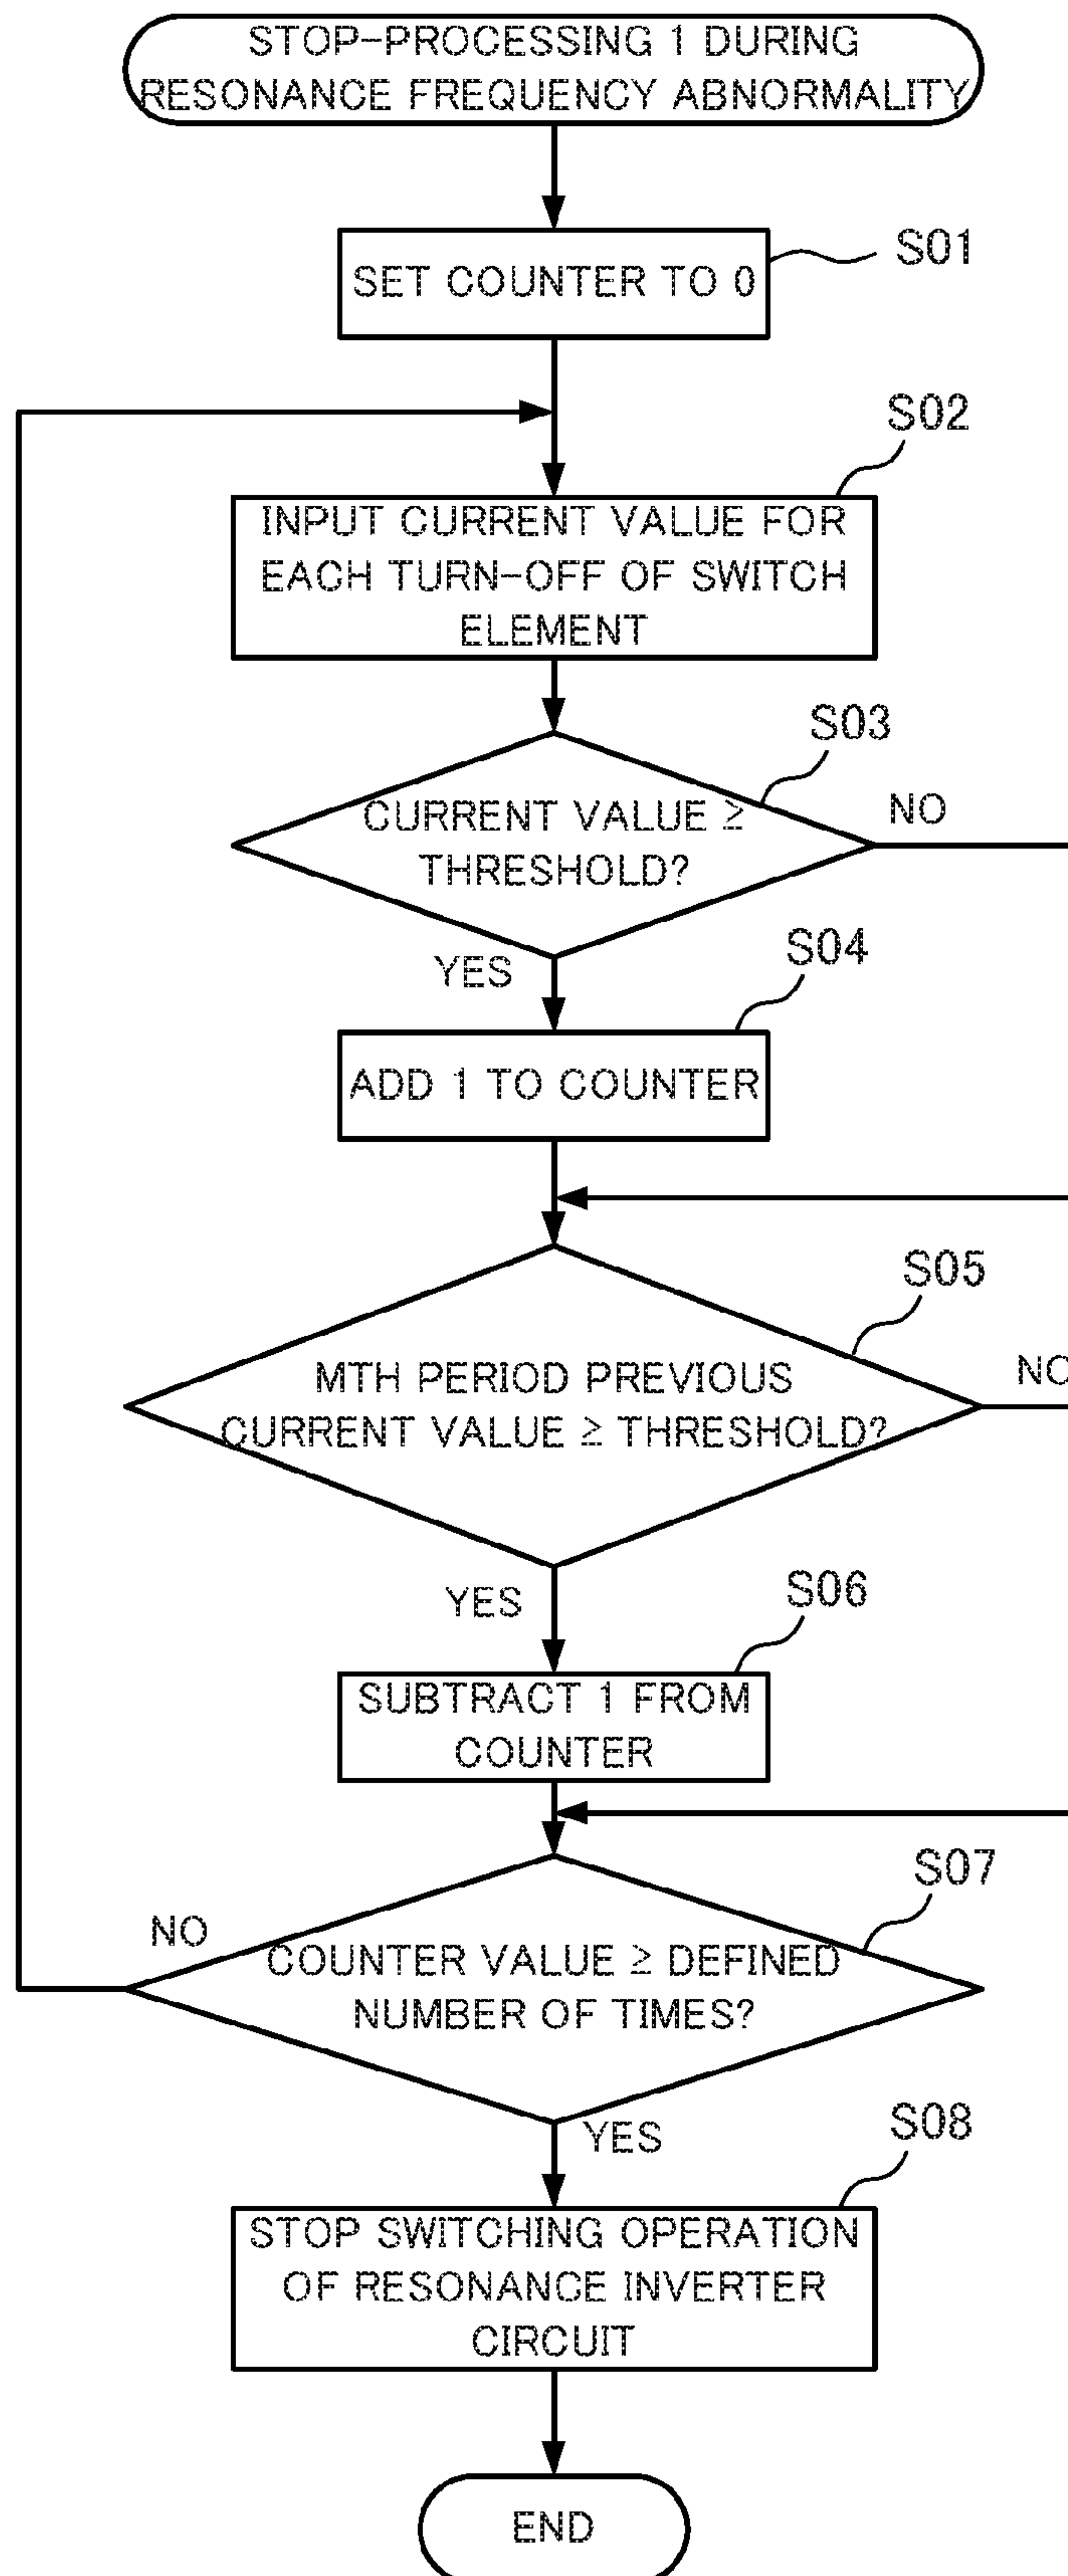 STOP-PROCESSING 1 DURING
RESONANCE FREQUENCY ABNORMALITY
SET COUNTER TO 0
S01
S02
INPUT CURRENT VALUE FOR
EACH TURN-OFF OF SWITCH
ELEMENT
S03
CURRENT VALUE ≥
THRESHOLD?
NO
YES
S04
ADD 1 TO COUNTER
S05
MTH PERIOD PREVIOUS
CURRENT VALUE ≥ THRESHOLD?
NO
YES
S06
SUBTRACT 1 FROM
COUNTER
S07
NO
COUNTER VALUE ≥ DEFINED
NUMBER OF TIMES?
YES
S08
STOP SWITCHING OPERATION
OF RESONANCE INVERTER
CIRCUIT
END